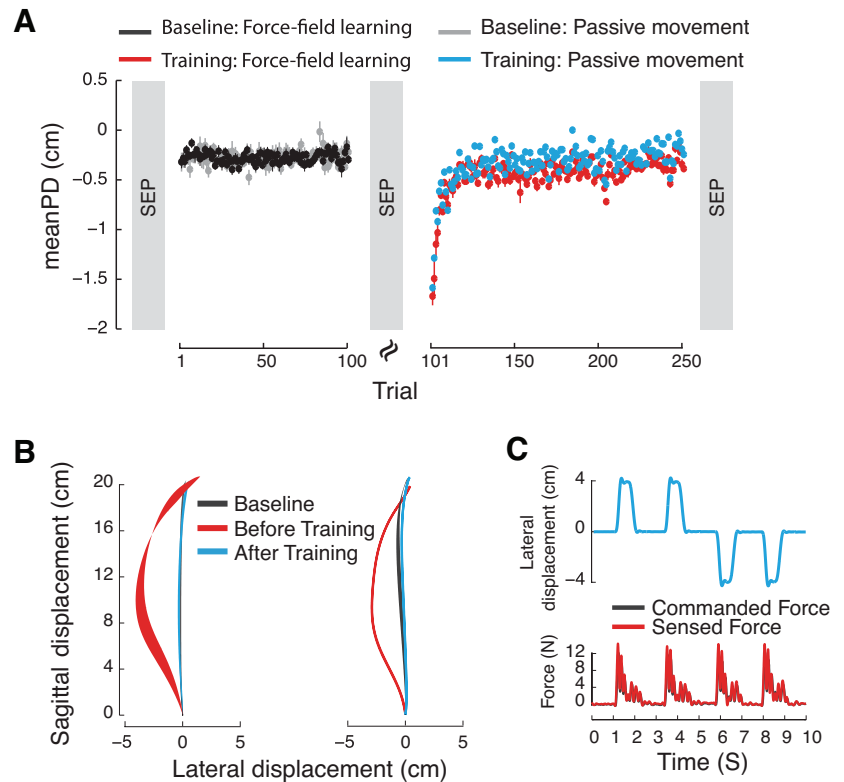 A
Baseline: Force-field learning
Baseline: Passive movement
Training: Force-field learning
Training: Passive movement
meanPD (cm)
0.5
0
−0.5
−1
−1.5
−2
SEP
SEP
SEP
1
50
100
101
150
200
250
Trial
B
Sagittal displacement (cm)
20
16
12
8
4
0
Baseline
Before Training
After Training
−5
0
5
−5
0
5
Lateral displacement (cm)
C
Lateral
displacement (cm)
4
0
−4
Commanded Force
Sensed Force
Force (N)
12
8
4
0
0 1 2 3 4 5 6 7 8 9 10
Time (S)